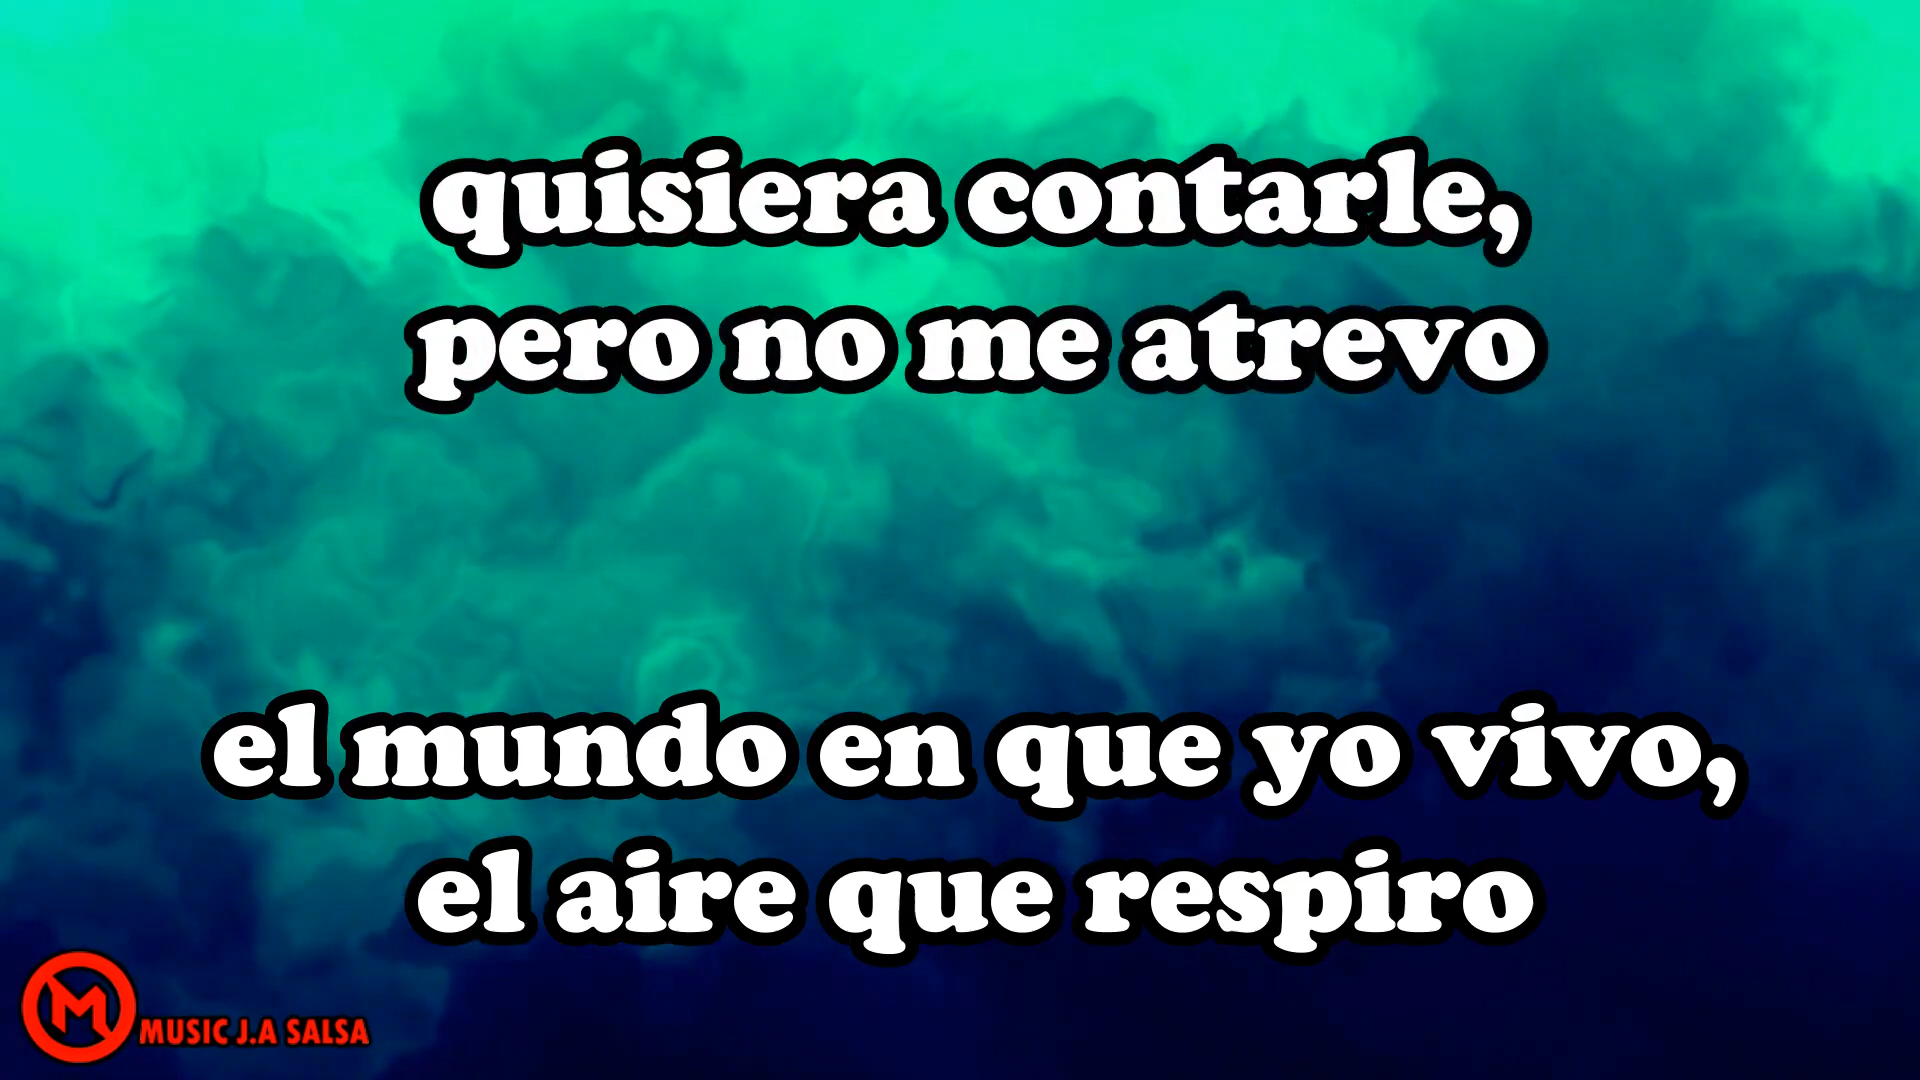 quisiera contarle,
pero no me atrevo
el mundo en que yo vivo,
el aire que respiro
M MUSIC J.A SALSA